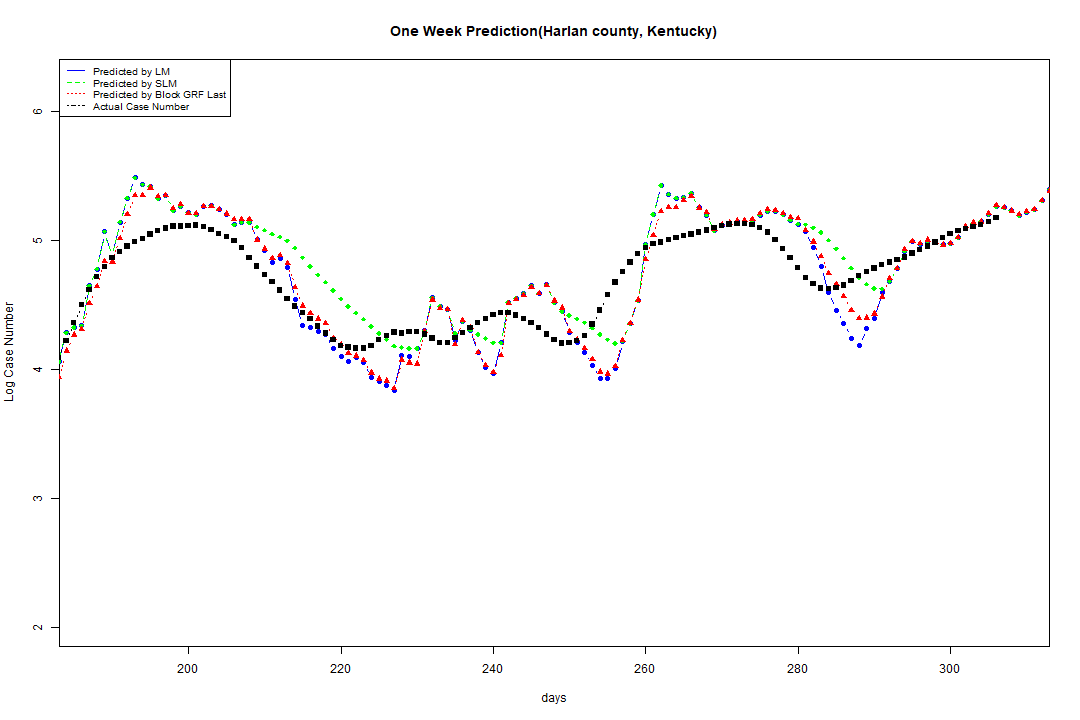 One Week Prediction(Harlan county, Kentucky)
Predicted by LM
Predicted by SLM
Predicted by Block GRF Last
Actual Case Number
6
5
4
3
2
Log Case Number
200 220 240 260 280 300
days